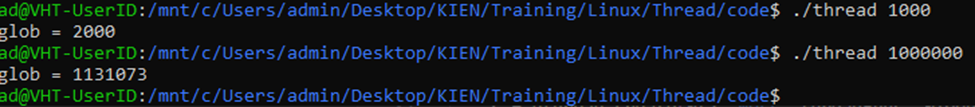 ad@VHT-UserID:/mnt/c/Users/admin/Desktop/KIEN/Training/Linux/Thread/code$ ./thread 1000
glob = 2000
ad@VHT-UserID:/mnt/c/Users/admin/Desktop/KIEN/Training/Linux/Thread/code$ ./thread 1000000
glob = 1131073
ad@VHT-UserID:/mnt/c/Users/admin/Desktop/KIEN/Training/Linux/Thread/code$